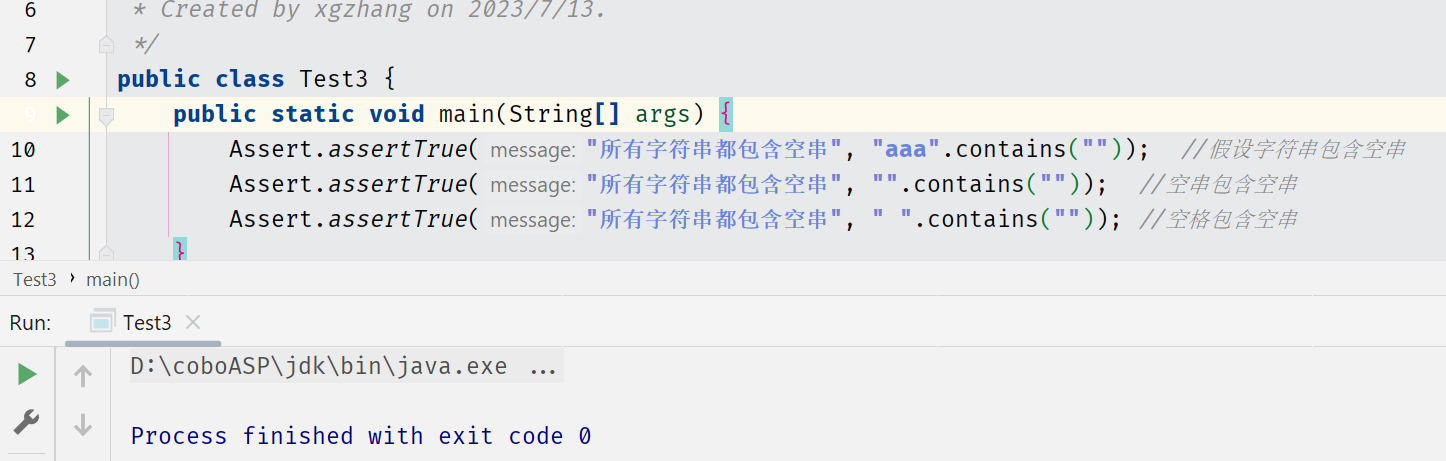 6 * Created by xgzhang on 2023/7/13.
7 */
8 public class Test3 {
9 public static void main(String[] args) {
10 Assert.assertTrue( message: "所有字符串都包含空串", "aaa".contains("")); //假设字符串包含空串
11 Assert.assertTrue( message: "所有字符串都包含空串", "".contains("")); //空串包含空串
12 Assert.assertTrue( message: "所有字符串都包含空串", " ".contains("")); //空格包含空串
13 }
Test3 › main()
Run: Test3 ×
D:\coboASP\jdk\bin\java.exe ...
Process finished with exit code 0